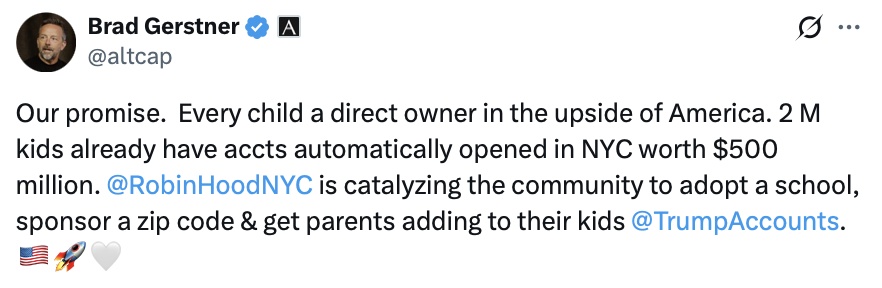 Brad Gerstner A
@altcap
Our promise.  Every child a direct owner in the upside of America. 2 M
kids already have accts automatically opened in NYC worth $500
million. @RobinHoodNYC is catalyzing the community to adopt a school,
sponsor a zip code & get parents adding to their kids @TrumpAccounts.
🇺🇸🚀🤍